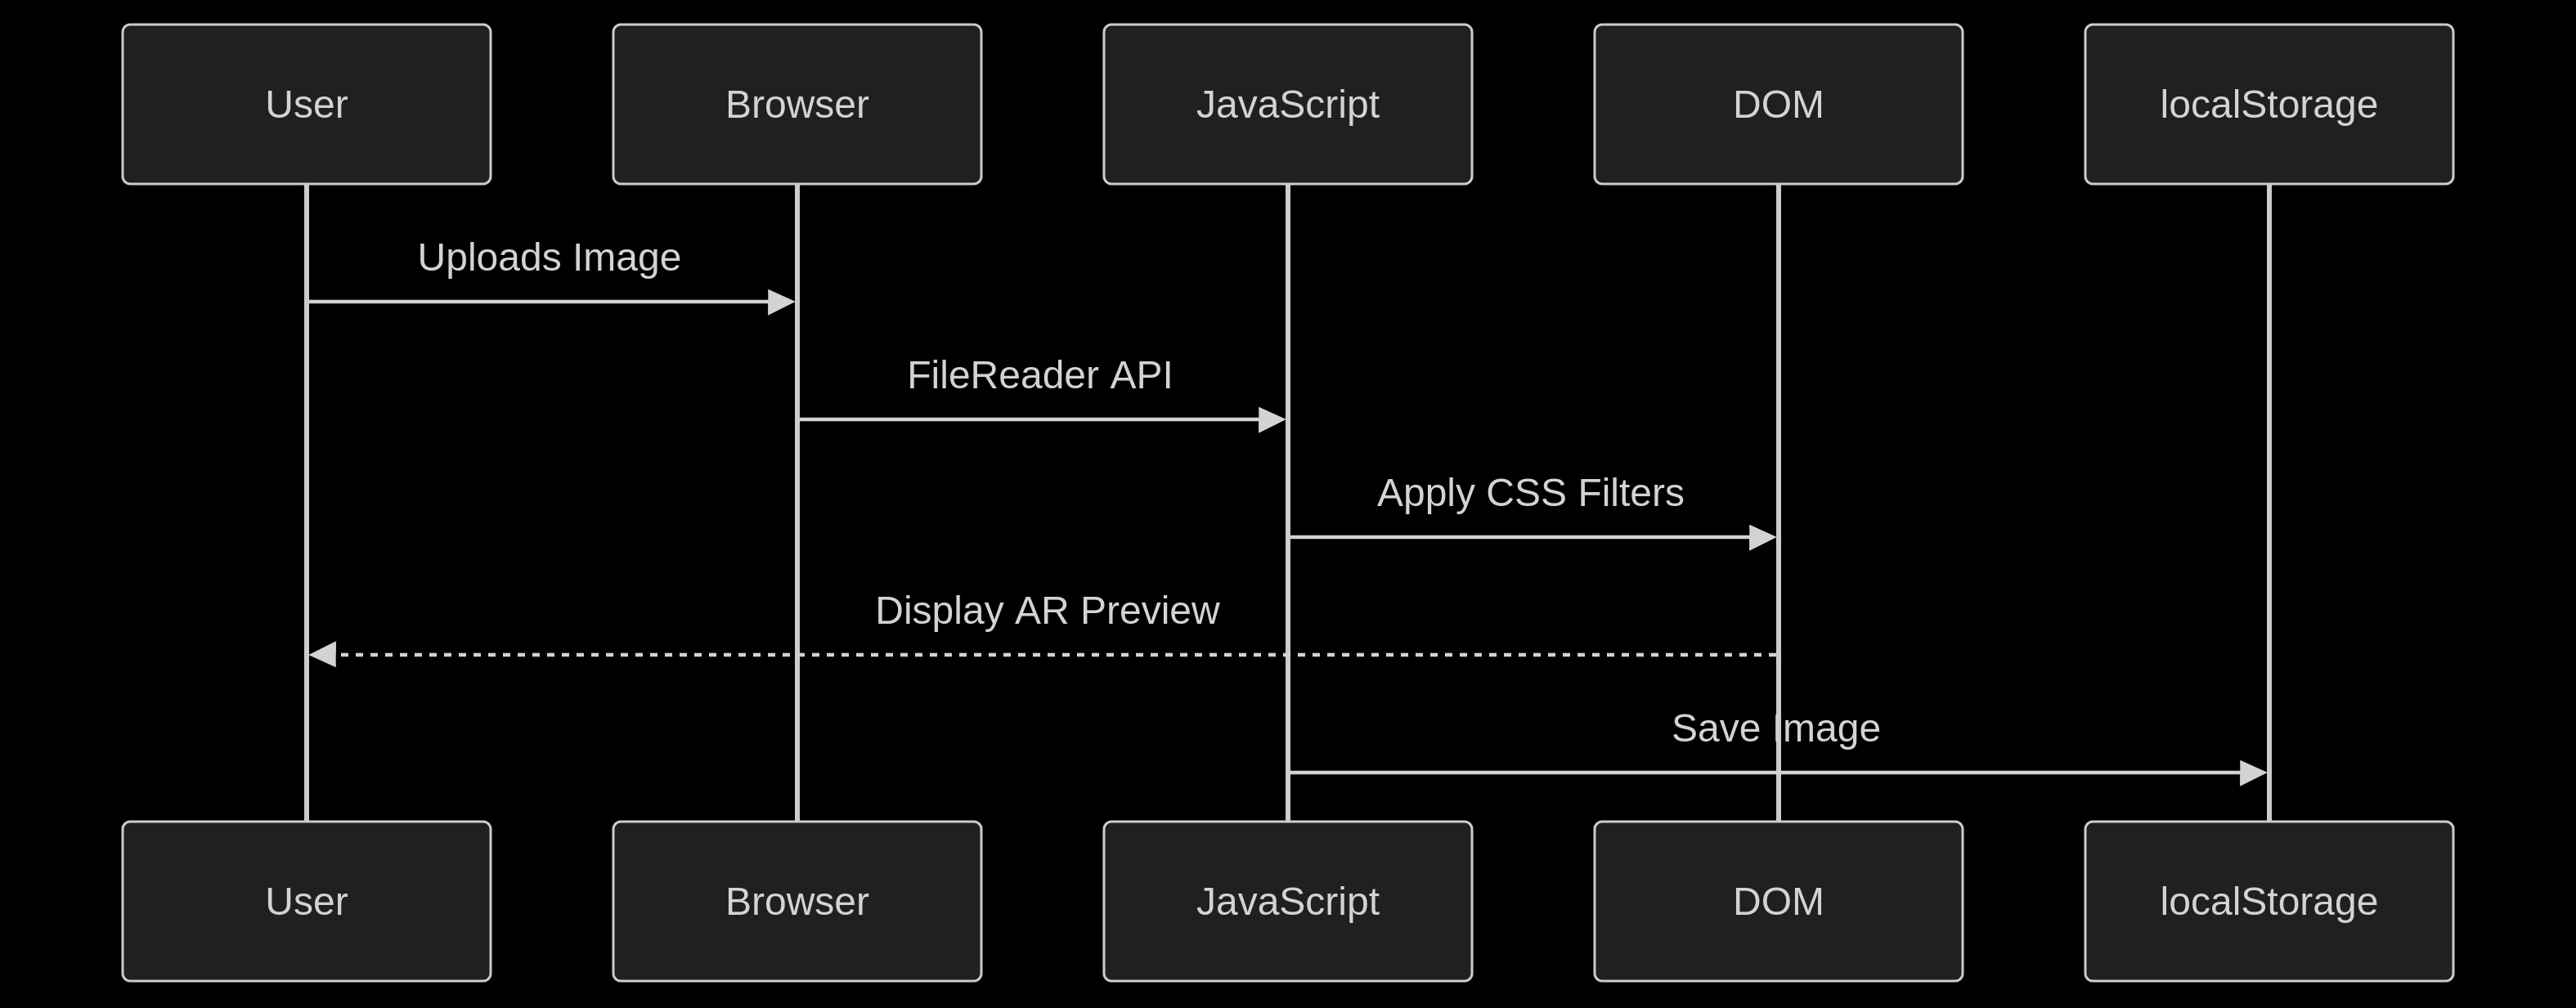 User
Browser
JavaScript
DOM
localStorage
Uploads Image
FileReader API
Apply CSS Filters
Display AR Preview
Save Image
User
Browser
JavaScript
DOM
localStorage